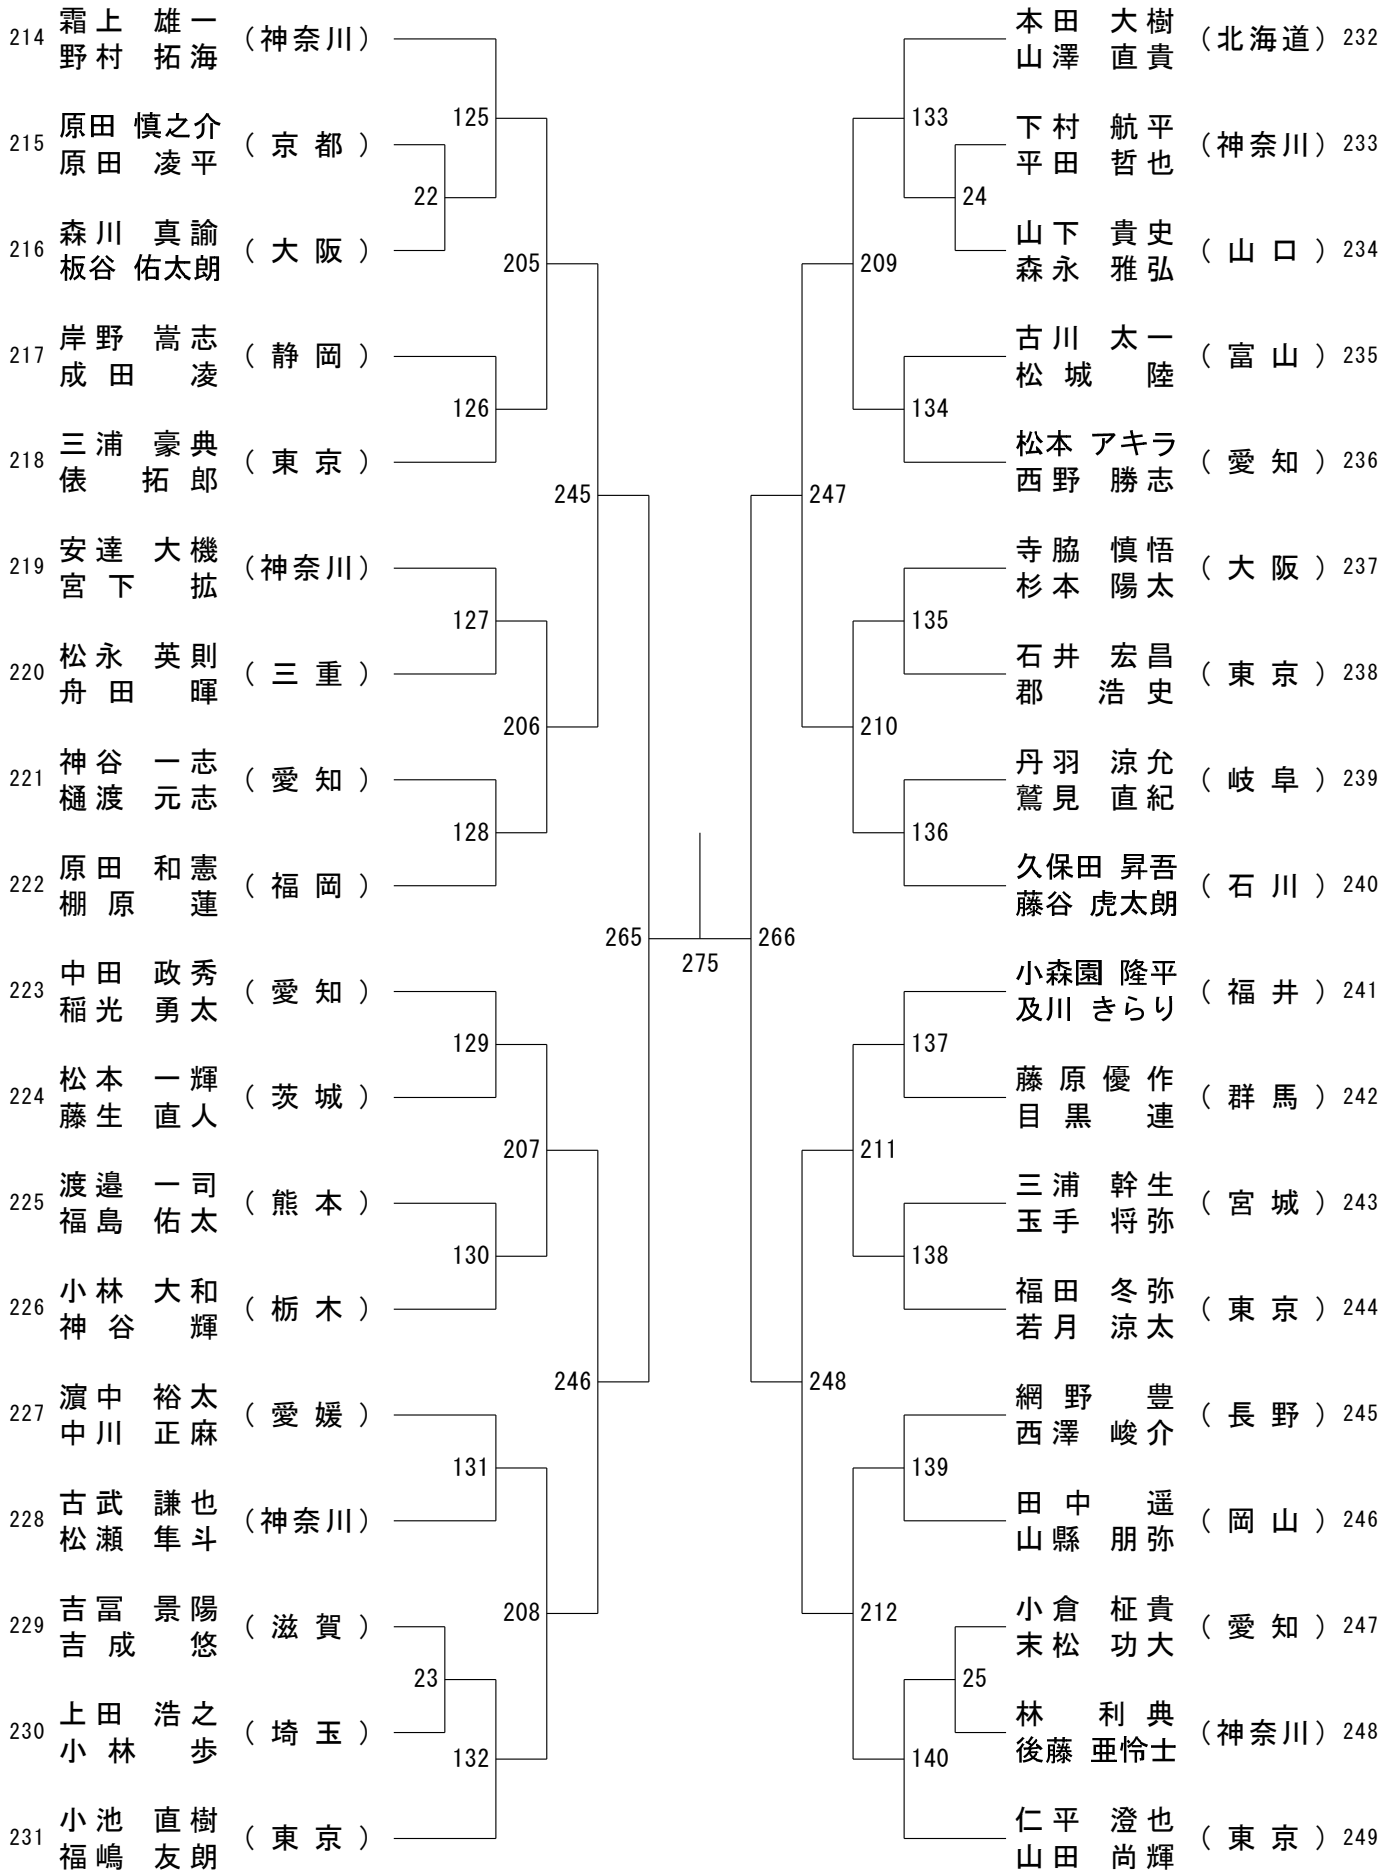 214 霜上 雄一 (神奈川)
野村 拓海
125
215 原田 慎之介 (京都)
原田 凌平
22
216 森川 真諭 (大阪)
板谷 佑太朗
205
217 岸野 嵩志 (静岡)
成田 凌
126
218 三浦 豪典 (東京)
俵 拓郎
245
219 安達 大機 (神奈川)
宮下 拡
127
220 松永 英則 (三重)
舟田 暉
206
221 神谷 一志 (愛知)
樋渡 元志
128
222 原田 和憲 (福岡)
棚原 蓮
265
223 中田 政秀 (愛知)
稲光 勇太
129
224 松本 一輝 (茨城)
藤生 直人
207
225 渡邉 一司 (熊本)
福島 佑太
130
226 小林 大和 (栃木)
神谷 輝
246
227 濵中 裕太 (愛媛)
中川 正麻
131
228 古武 謙也 (神奈川)
松瀬 隼斗
208
229 吉冨 景陽 (滋賀)
吉成 悠
23
230 上田 浩之 (埼玉)
小林 歩
132
231 小池 直樹 (東京)
福嶋 友朗
275
本田 大樹 (北海道) 232
山澤 直貴
133
下村 航平 (神奈川) 233
平田 哲也
24
山下 貴史 (山口) 234
森永 雅弘
209
古川 太一 (富山) 235
松城 陸
134
松本 アキラ (愛知) 236
西野 勝志
247
寺脇 慎悟 (大阪) 237
杉本 陽太
135
石井 宏昌 (東京) 238
郡 浩史
210
丹羽 涼允 (岐阜) 239
鷲見 直紀
136
久保田 昇吾 (石川) 240
藤谷 虎太朗
266
小森園 隆平 (福井) 241
及川 きらり
137
藤原優作 (群馬) 242
目黒 連
211
三浦 幹生 (宮城) 243
玉手 将弥
138
福田 冬弥 (東京) 244
若月 涼太
248
網野 豊 (長野) 245
西澤 峻介
139
田中 遥 (岡山) 246
山縣 朋弥
212
小倉 柾貴 (愛知) 247
末松 功大
25
林 利典 (神奈川) 248
後藤 亜怜士
140
仁平 澄也 (東京) 249
山田 尚輝